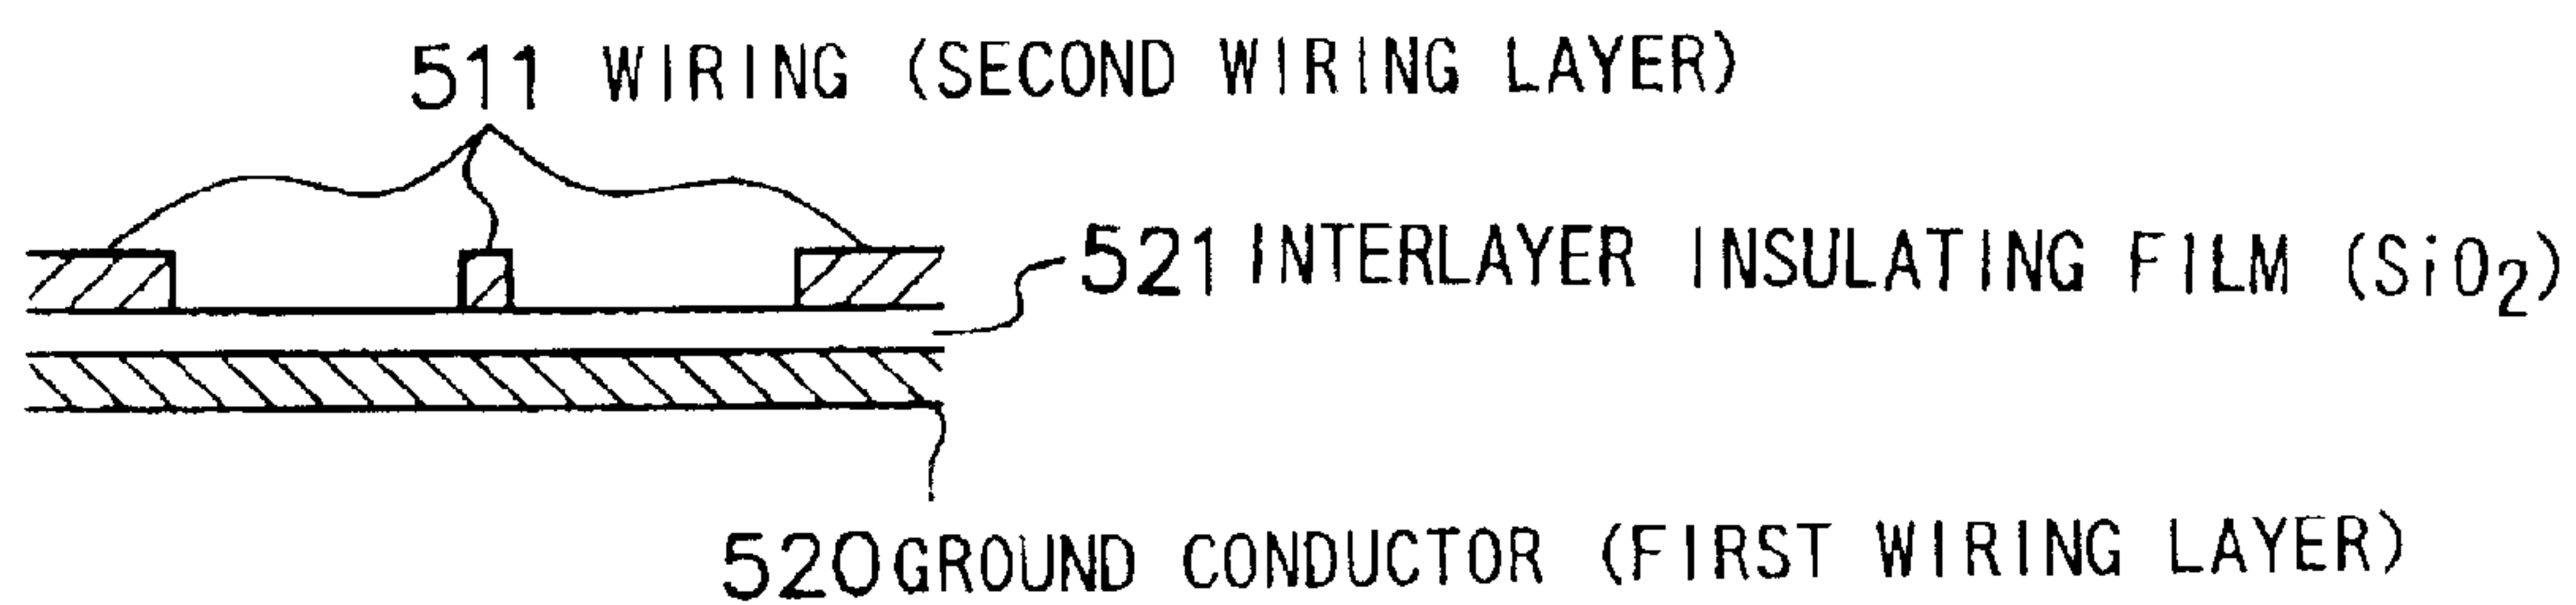 511 WIRING (SECOND WIRING LAYER)
521 INTERLAYER INSULATING FILM (SiO₂)
520 GROUND CONDUCTOR (FIRST WIRING LAYER)